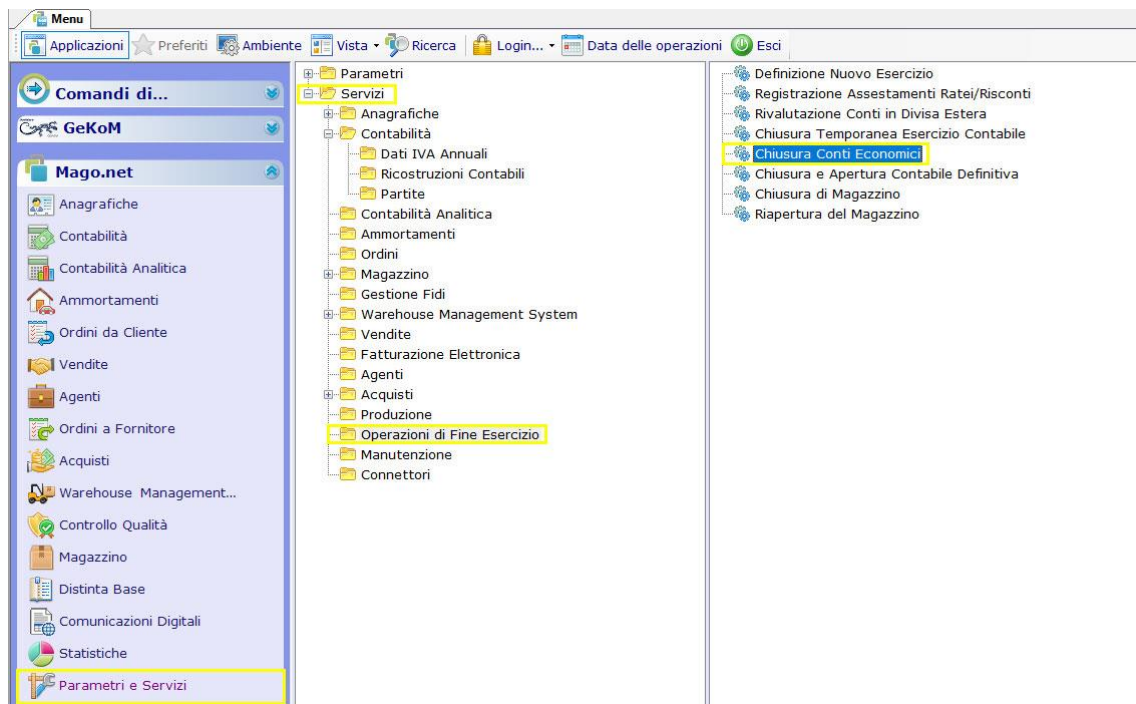 Menu
Applicazioni Preferiti Ambiente Vista Ricerca Login... Data delle operazioni Esci
Comandi di...
GeKoM
Mago.net
Anagrafiche
Contabilità
Contabilità Analitica
Ammortamenti
Ordini da Cliente
Vendite
Agenti
Ordini a Fornitore
Acquisti
Warehouse Management...
Controllo Qualità
Magazzino
Distinta Base
Comunicazioni Digitali
Statistiche
Parametri e Servizi
Parametri
Servizi
Anagrafiche
Contabilità
Dati IVA Annuali
Ricostruzioni Contabili
Partite
Contabilità Analitica
Ammortamenti
Ordini
Magazzino
Gestione Fidi
Warehouse Management System
Vendite
Fatturazione Elettronica
Agenti
Acquisti
Produzione
Operazioni di Fine Esercizio
Manutenzione
Connettori
Definizione Nuovo Esercizio
Registrazione Assestamenti Ratei/Risconti
Rivalutazione Conti in Divisa Estera
Chiusura Temporanea Esercizio Contabile
Chiusura Conti Economici
Chiusura e Apertura Contabile Definitiva
Chiusura di Magazzino
Riapertura del Magazzino